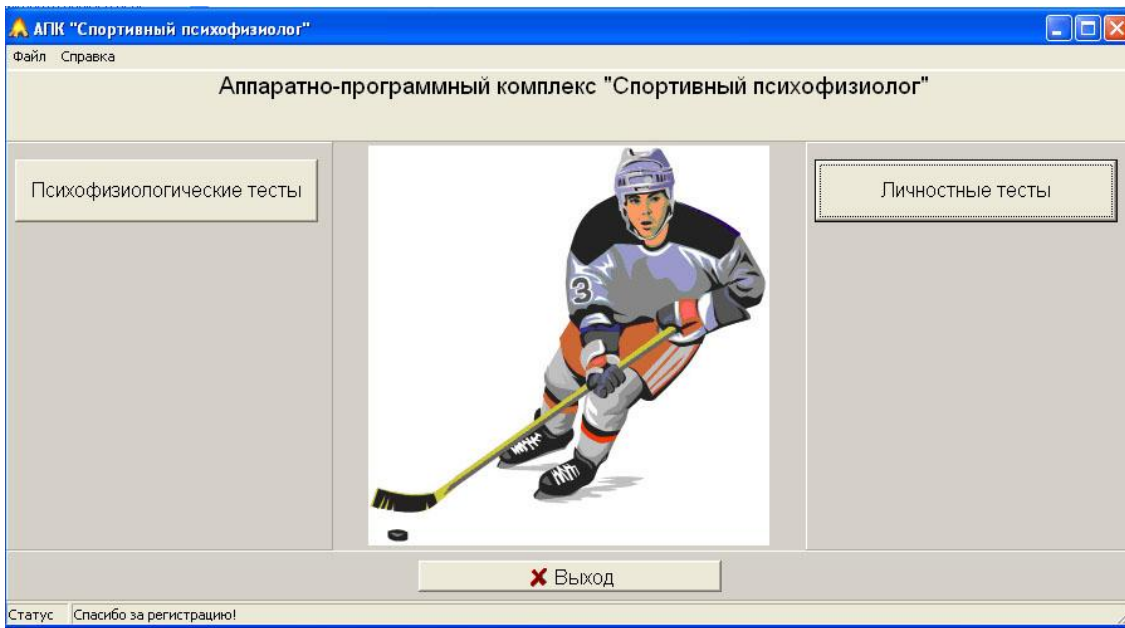 АПК "Спортивный психофизиолог"
Файл Справка
Аппаратно-программный комплекс "Спортивный психофизиолог"
Психофизиологические тесты
Личностные тесты
3
Выход
Статус Спасибо за регистрацию!